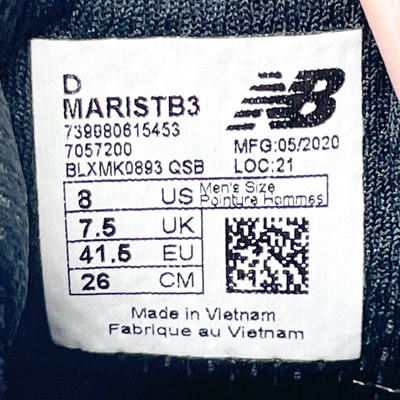 D
MARISTB3
739980615453
7057200
BLXMK0893 QSB
NB
MFG:05/2020
LOC:21
8 US Men's Size
Pointure Hommes
7.5 UK
41.5 EU
26 CM
Made in Vietnam
Fabrique au Vietnam